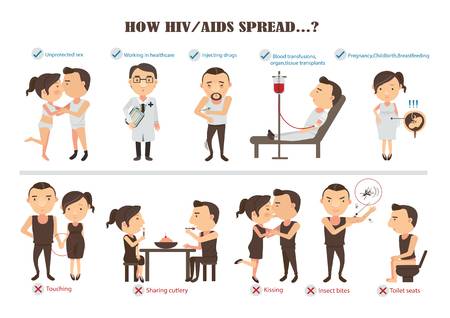 HOW HIV/AIDS SPREAD...?
Unprotected sex
Working in healthcare
Injecting drugs
Blood transfusions,
organ,tissue transplants
Pregnancy,Childbirth,Breastfeeding
Touching
Sharing cutlery
Kissing
Insect bites
Toilet seats